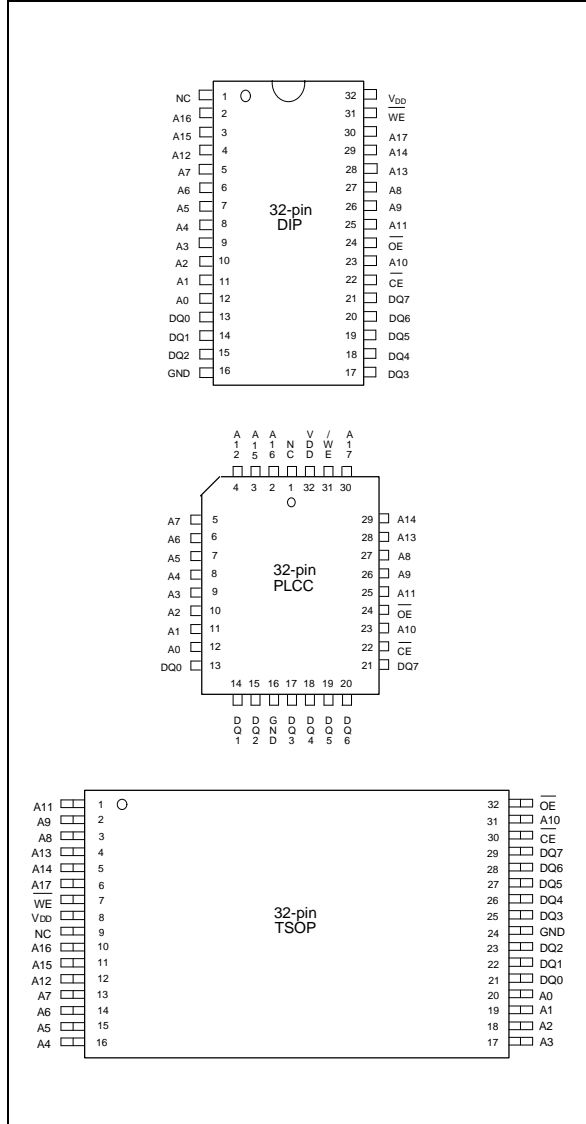 NC 1 32 VDD
A16 2 31 WE
A15 3 30 A17
A12 4 29 A14
A7 5 28 A13
A6 6 27 A8
A5 7 26 A9
A4 8 25 A11
A3 9 24 OE
A2 10 23 A10
A1 11 22 CE
A0 12 21 DQ7
DQ0 13 20 DQ6
DQ1 14 19 DQ5
DQ2 15 18 DQ4
GND 16 17 DQ3
32-pin
DIP
A12 A15 A16 NC VDD /WE A17
4 3 2 1 32 31 30
A7 5 29 A14
A6 6 28 A13
A5 7 27 A8
A4 8 26 A9
A3 9 25 A11
A2 10 24 OE
A1 11 23 A10
A0 12 22 CE
DQ0 13 21 DQ7
32-pin
PLCC
14 15 16 17 18 19 20
DQ1 DQ2 GND DQ3 DQ4 DQ5 DQ6
A11 1 32 OE
A9 2 31 A10
A8 3 30 CE
A13 4 29 DQ7
A14 5 28 DQ6
A17 6 27 DQ5
WE 7 26 DQ4
VDD 8 25 DQ3
NC 9 24 GND
A16 10 23 DQ2
A15 11 22 DQ1
A12 12 21 DQ0
A7 13 20 A0
A6 14 19 A1
A5 15 18 A2
A4 16 17 A3
32-pin
TSOP